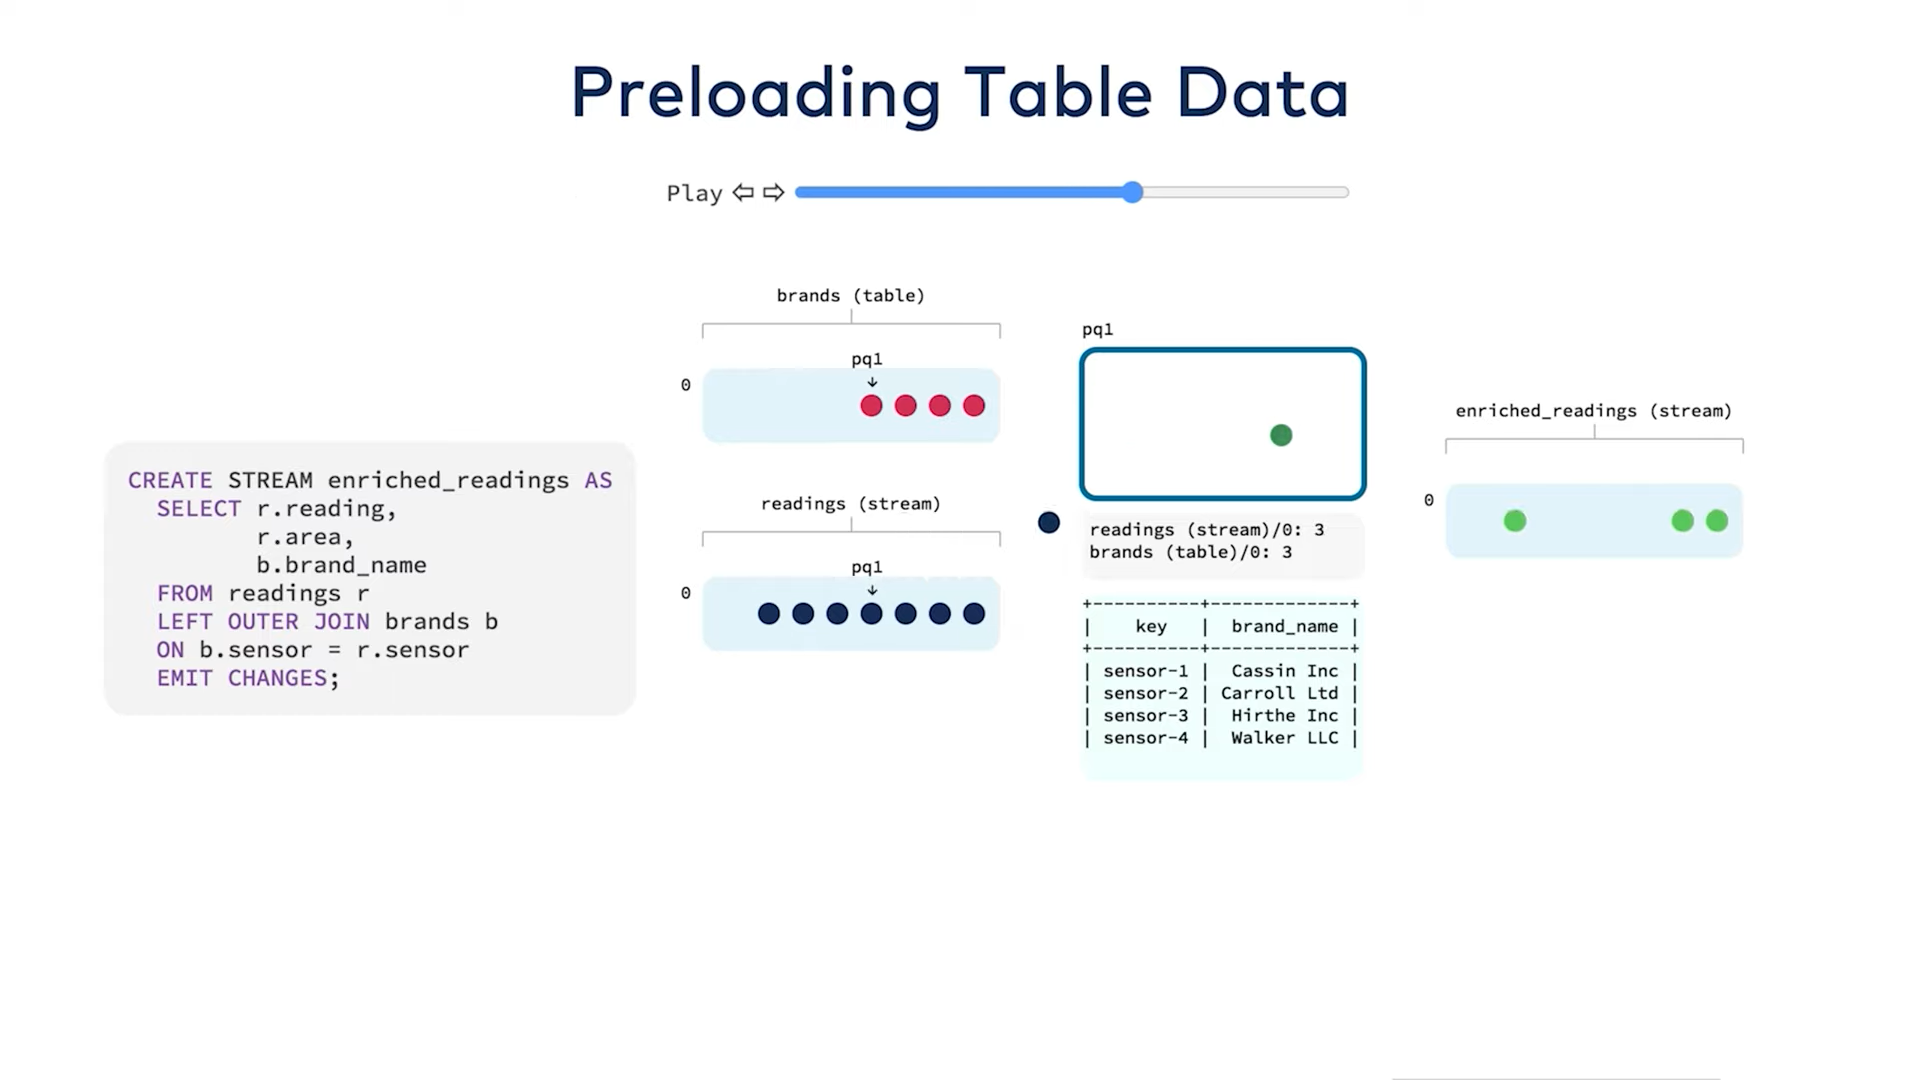 Preloading Table Data
Play ⇦ ⇨
brands (table)
pq1
↓
0
readings (stream)
pq1
↓
0
CREATE STREAM enriched_readings AS
  SELECT r.reading,
         r.area,
         b.brand_name
  FROM readings r
  LEFT OUTER JOIN brands b
  ON b.sensor = r.sensor
  EMIT CHANGES;
pq1
readings (stream)/0: 3
brands (table)/0: 3
+----------+-------------+
|    key   |  brand_name |
+----------+-------------+
| sensor-1 |  Cassin Inc |
| sensor-2 | Carroll Ltd |
| sensor-3 |  Hirthe Inc |
| sensor-4 |  Walker LLC |
enriched_readings (stream)
0